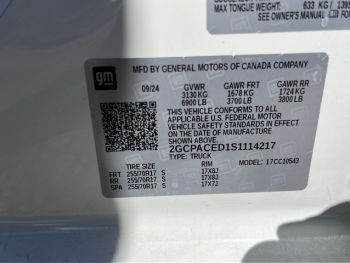 MAX TONGUE WEIGHT: 633 KG / 1395
SEE OWNER'S MANUAL FO
gm
MFD BY GENERAL MOTORS OF CANADA COMPANY
09/24 GVWR GAWR FRT GAWR RR
3130 KG 1678 KG 1724 KG
6900 LB 3700 LB 3800 LB
THIS VEHICLE CONFORMS TO ALL
APPLICABLE U.S. FEDERAL MOTOR
VEHICLE SAFETY STANDARDS IN
EFFECT ON THE DATE OF MANUFACTURE
SHOWN ABOVE.
2GCPACED1S1114217
TYPE: TRUCK
TIRE SIZE RIM MODEL: 17CC10543
FRT 255/70R17 S 17X8J
RR 255/70R17 S 17X8J
SPA 255/70R17 S 17X7J